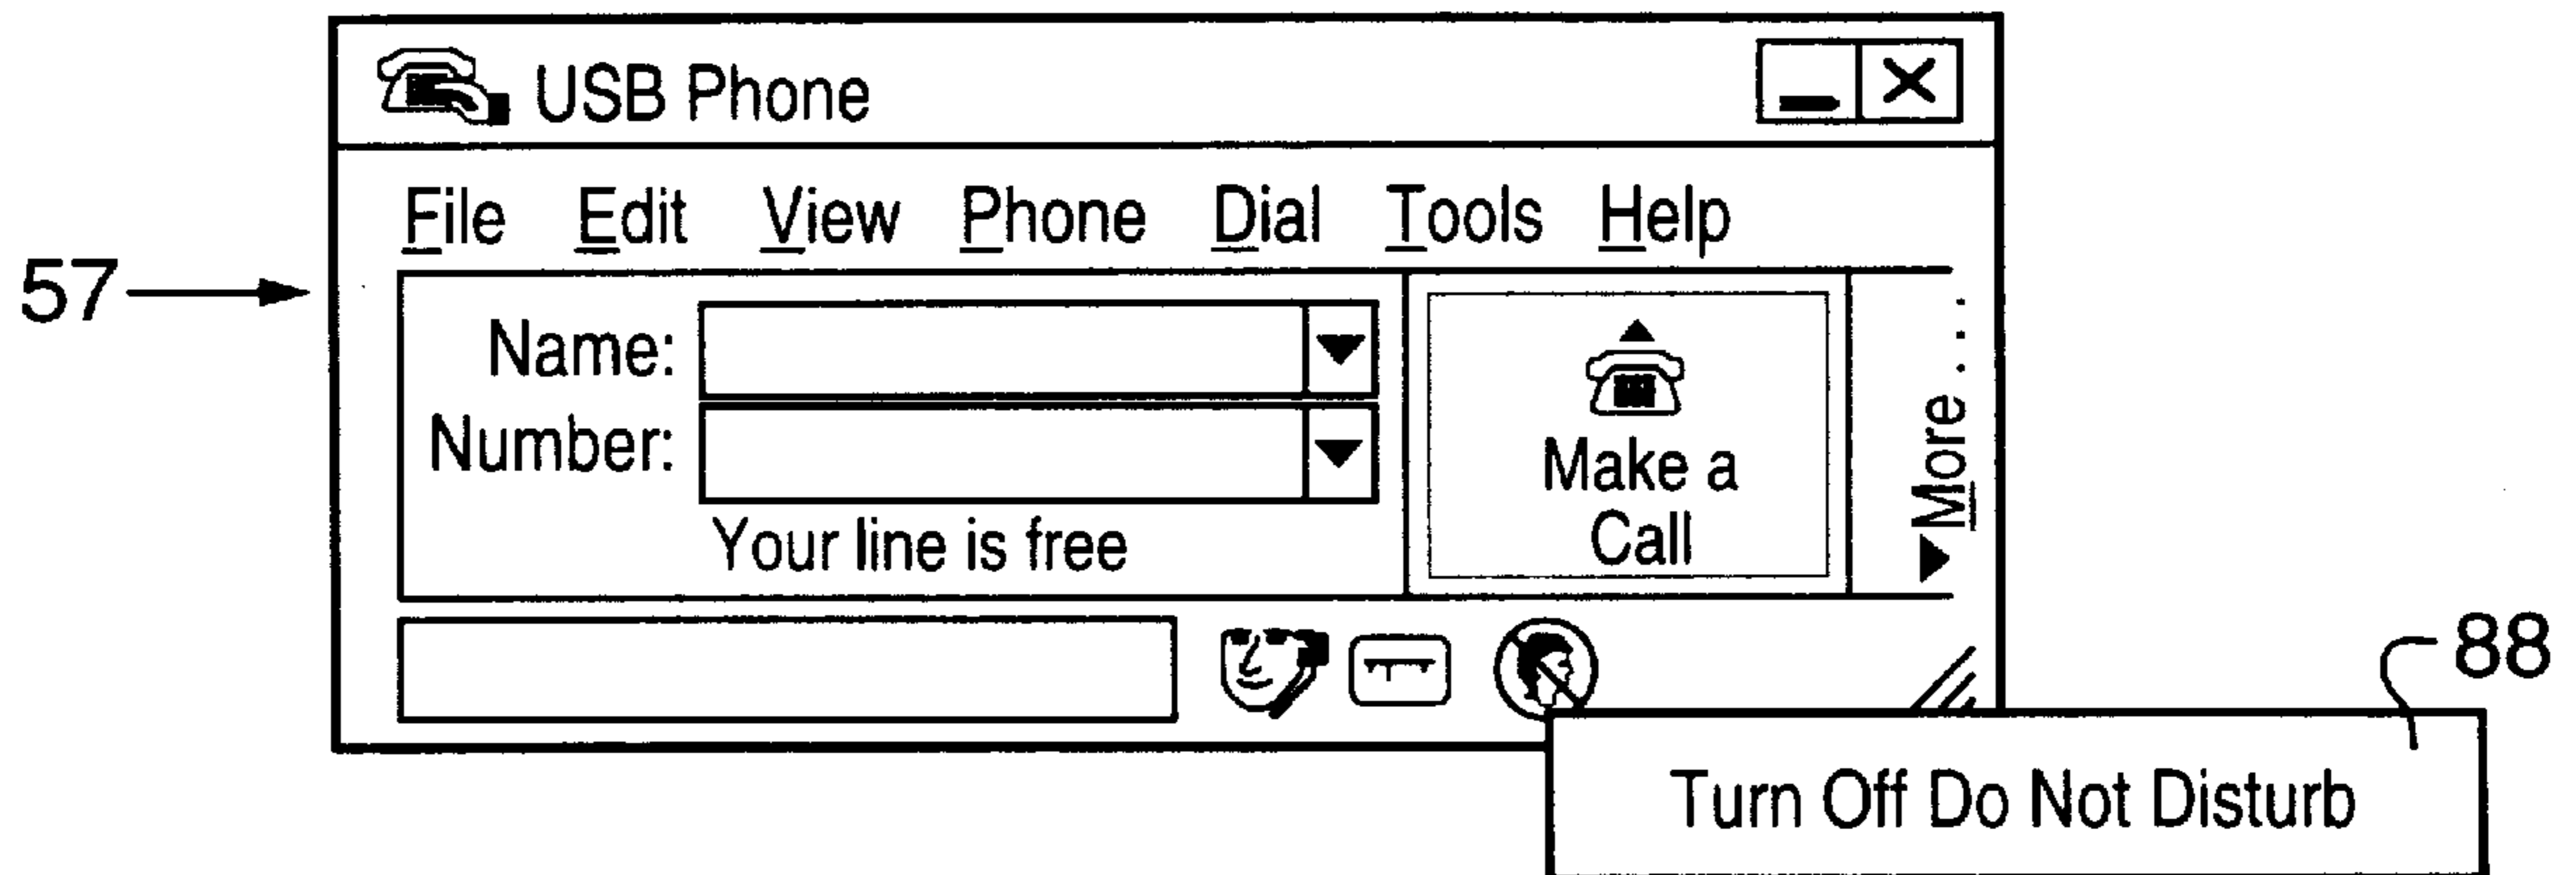 USB Phone
File Edit View Phone Dial Tools Help
57
Name:
Number:
Your line is free
Make a
Call
More...
88
Turn Off Do Not Disturb